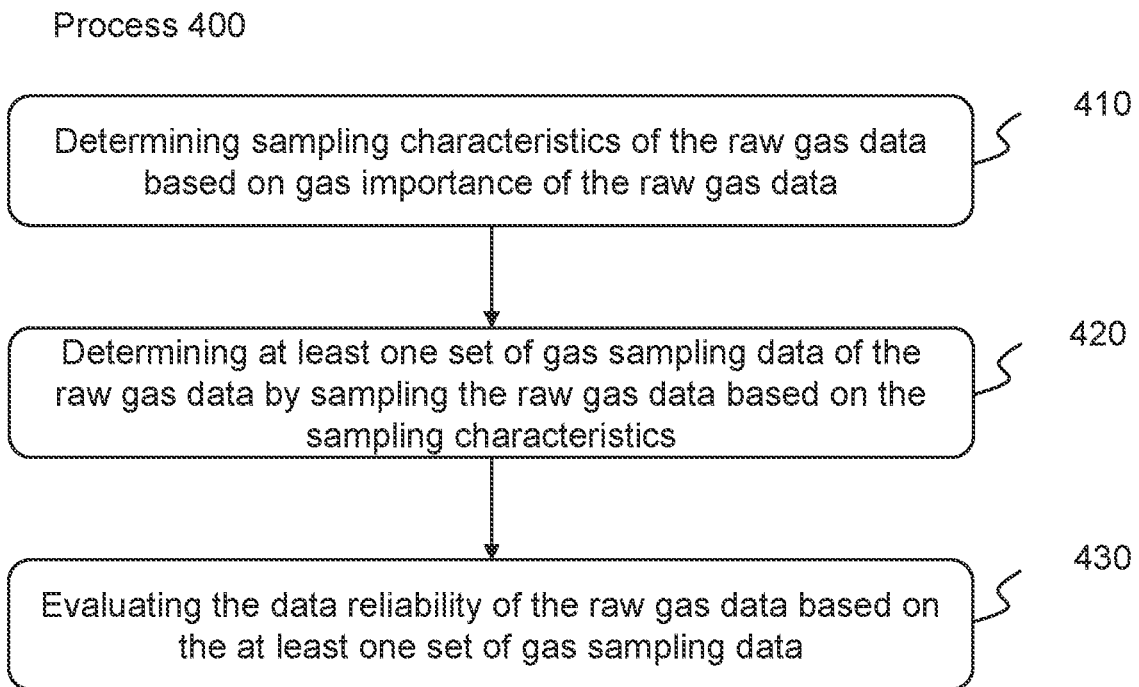 Process 400
410
Determining sampling characteristics of the raw gas data
based on gas importance of the raw gas data
420
Determining at least one set of gas sampling data of the
raw gas data by sampling the raw gas data based on the
sampling characteristics
430
Evaluating the data reliability of the raw gas data based on
the at least one set of gas sampling data